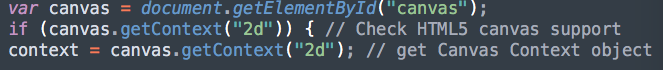 var canvas = document.getElementById("canvas");
if (canvas.getContext("2d")) { // Check HTML5 canvas support
context = canvas.getContext("2d"); // get Canvas Context object